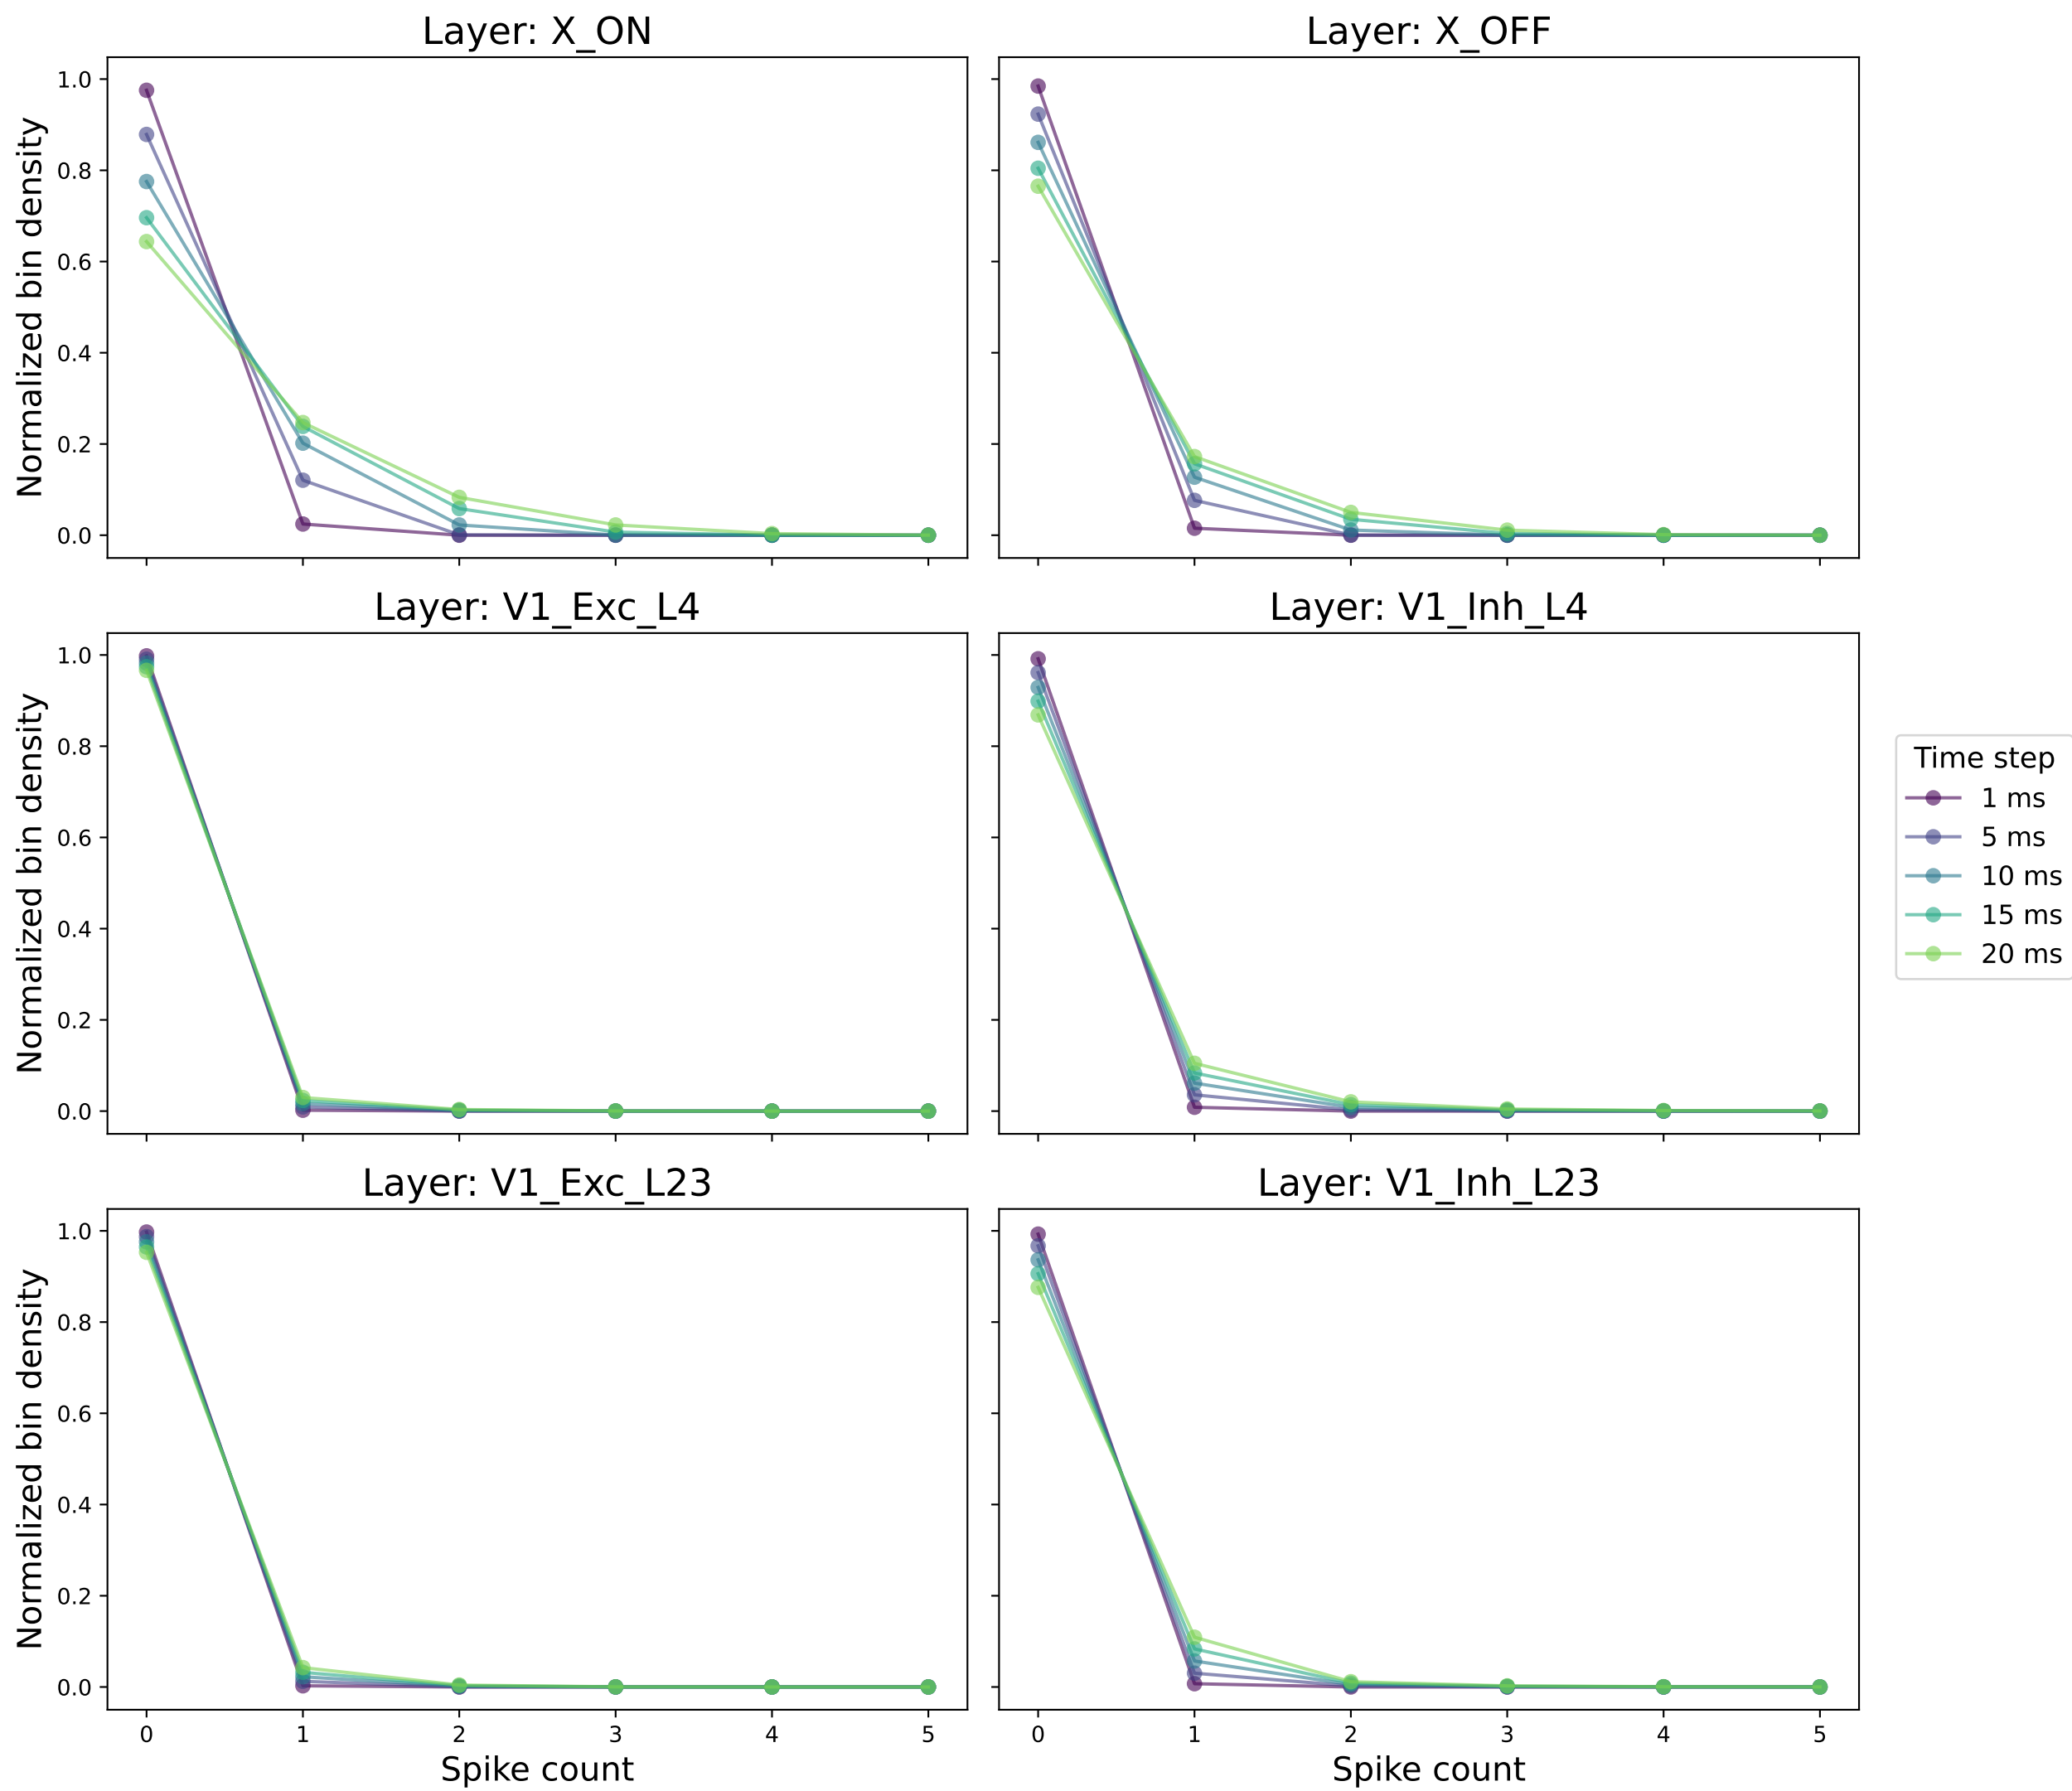 Layer: X_ON
Layer: X_OFF
Normalized bin density
1.0
0.8
0.6
0.4
0.2
0.0
Layer: V1_Exc_L4
Layer: V1_Inh_L4
Normalized bin density
1.0
0.8
0.6
0.4
0.2
0.0
Time step
1 ms
5 ms
10 ms
15 ms
20 ms
Layer: V1_Exc_L23
Layer: V1_Inh_L23
Normalized bin density
1.0
0.8
0.6
0.4
0.2
0.0
0 1 2 3 4 5
Spike count
0 1 2 3 4 5
Spike count